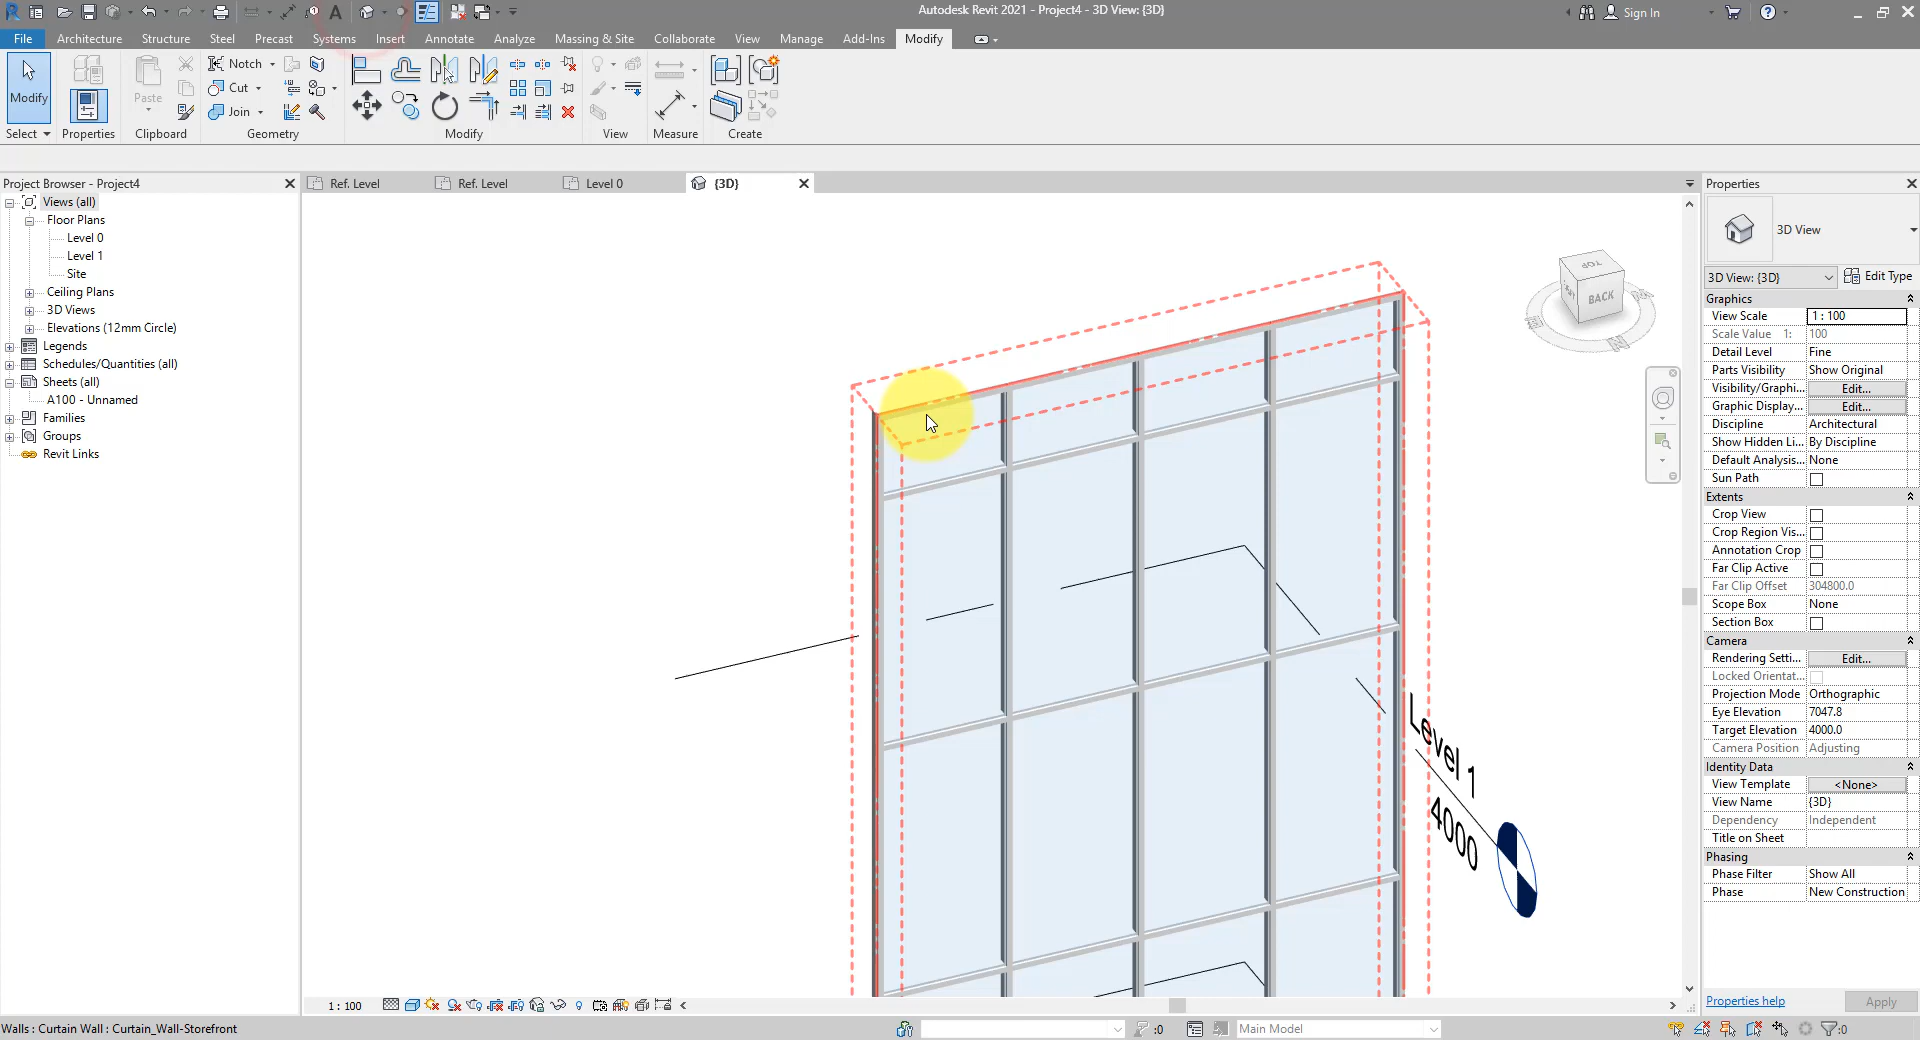 Autodesk Revit 2021 - Project4 - 3D View: {3D}
Sign In
File
Architecture
Structure
Steel
Precast
Systems
Insert
Annotate
Analyze
Massing & Site
Collaborate
View
Manage
Add-Ins
Modify
Modify
Notch
Cut
Join
Paste
Select
Properties
Clipboard
Geometry
Modify
View
Measure
Create
Project Browser - Project4
Views (all)
Floor Plans
Level 0
Level 1
Site
Ceiling Plans
3D Views
Elevations (12mm Circle)
Legends
Schedules/Quantities (all)
Sheets (all)
A100 - Unnamed
Families
Groups
Revit Links
Ref. Level
Ref. Level
Level 0
{3D}
TOP
BACK
Level 1
4000
Properties
3D View
3D View: {3D}
Edit Type
Graphics
View Scale 1 : 100
Scale Value 1: 100
Detail Level Fine
Parts Visibility Show Original
Visibility/Graphi... Edit...
Graphic Display... Edit...
Discipline Architectural
Show Hidden Li... By Discipline
Default Analysis... None
Sun Path
Extents
Crop View
Crop Region Vis...
Annotation Crop
Far Clip Active
Far Clip Offset 304800.0
Scope Box None
Section Box
Camera
Rendering Setti... Edit...
Locked Orientat...
Projection Mode Orthographic
Eye Elevation 7047.8
Target Elevation 4000.0
Camera Position Adjusting
Identity Data
View Template <None>
View Name {3D}
Dependency Independent
Title on Sheet
Phasing
Phase Filter Show All
Phase New Construction
Properties help
Apply
1 : 100
Walls : Curtain Wall : Curtain_Wall-Storefront
:0
Main Model
:0